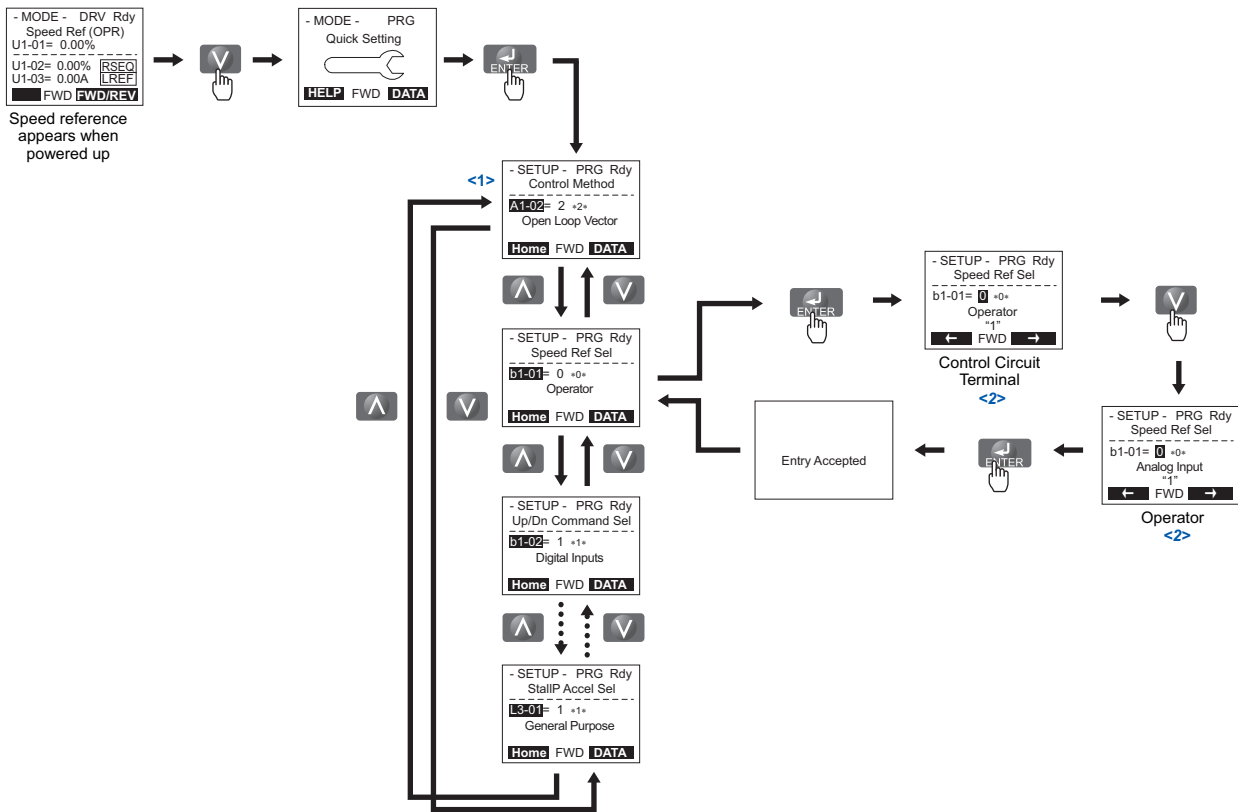 - MODE - DRV Rdy
Speed Ref (OPR)
U1-01= 0.00%
U1-02= 0.00% RSEQ
U1-03= 0.00A LREF
FWD FWD/REV
Speed reference
appears when
powered up
- MODE - PRG
Quick Setting
HELP FWD DATA
ENTER
<1>
- SETUP - PRG Rdy
Control Method
A1-02= 2 *2*
Open Loop Vector
Home FWD DATA
- SETUP - PRG Rdy
Speed Ref Sel
b1-01= 0 *0*
Operator
Home FWD DATA
- SETUP - PRG Rdy
Up/Dn Command Sel
b1-02= 1 *1*
Digital Inputs
Home FWD DATA
- SETUP - PRG Rdy
StallP Accel Sel
L3-01= 1 *1*
General Purpose
Home FWD DATA
ENTER
- SETUP - PRG Rdy
Speed Ref Sel
b1-01= 0 *0*
Operator
“1”
← FWD →
Control Circuit
Terminal
<2>
- SETUP - PRG Rdy
Speed Ref Sel
b1-01= 0 *0*
Analog Input
“1”
← FWD →
Operator
<2>
ENTER
Entry Accepted